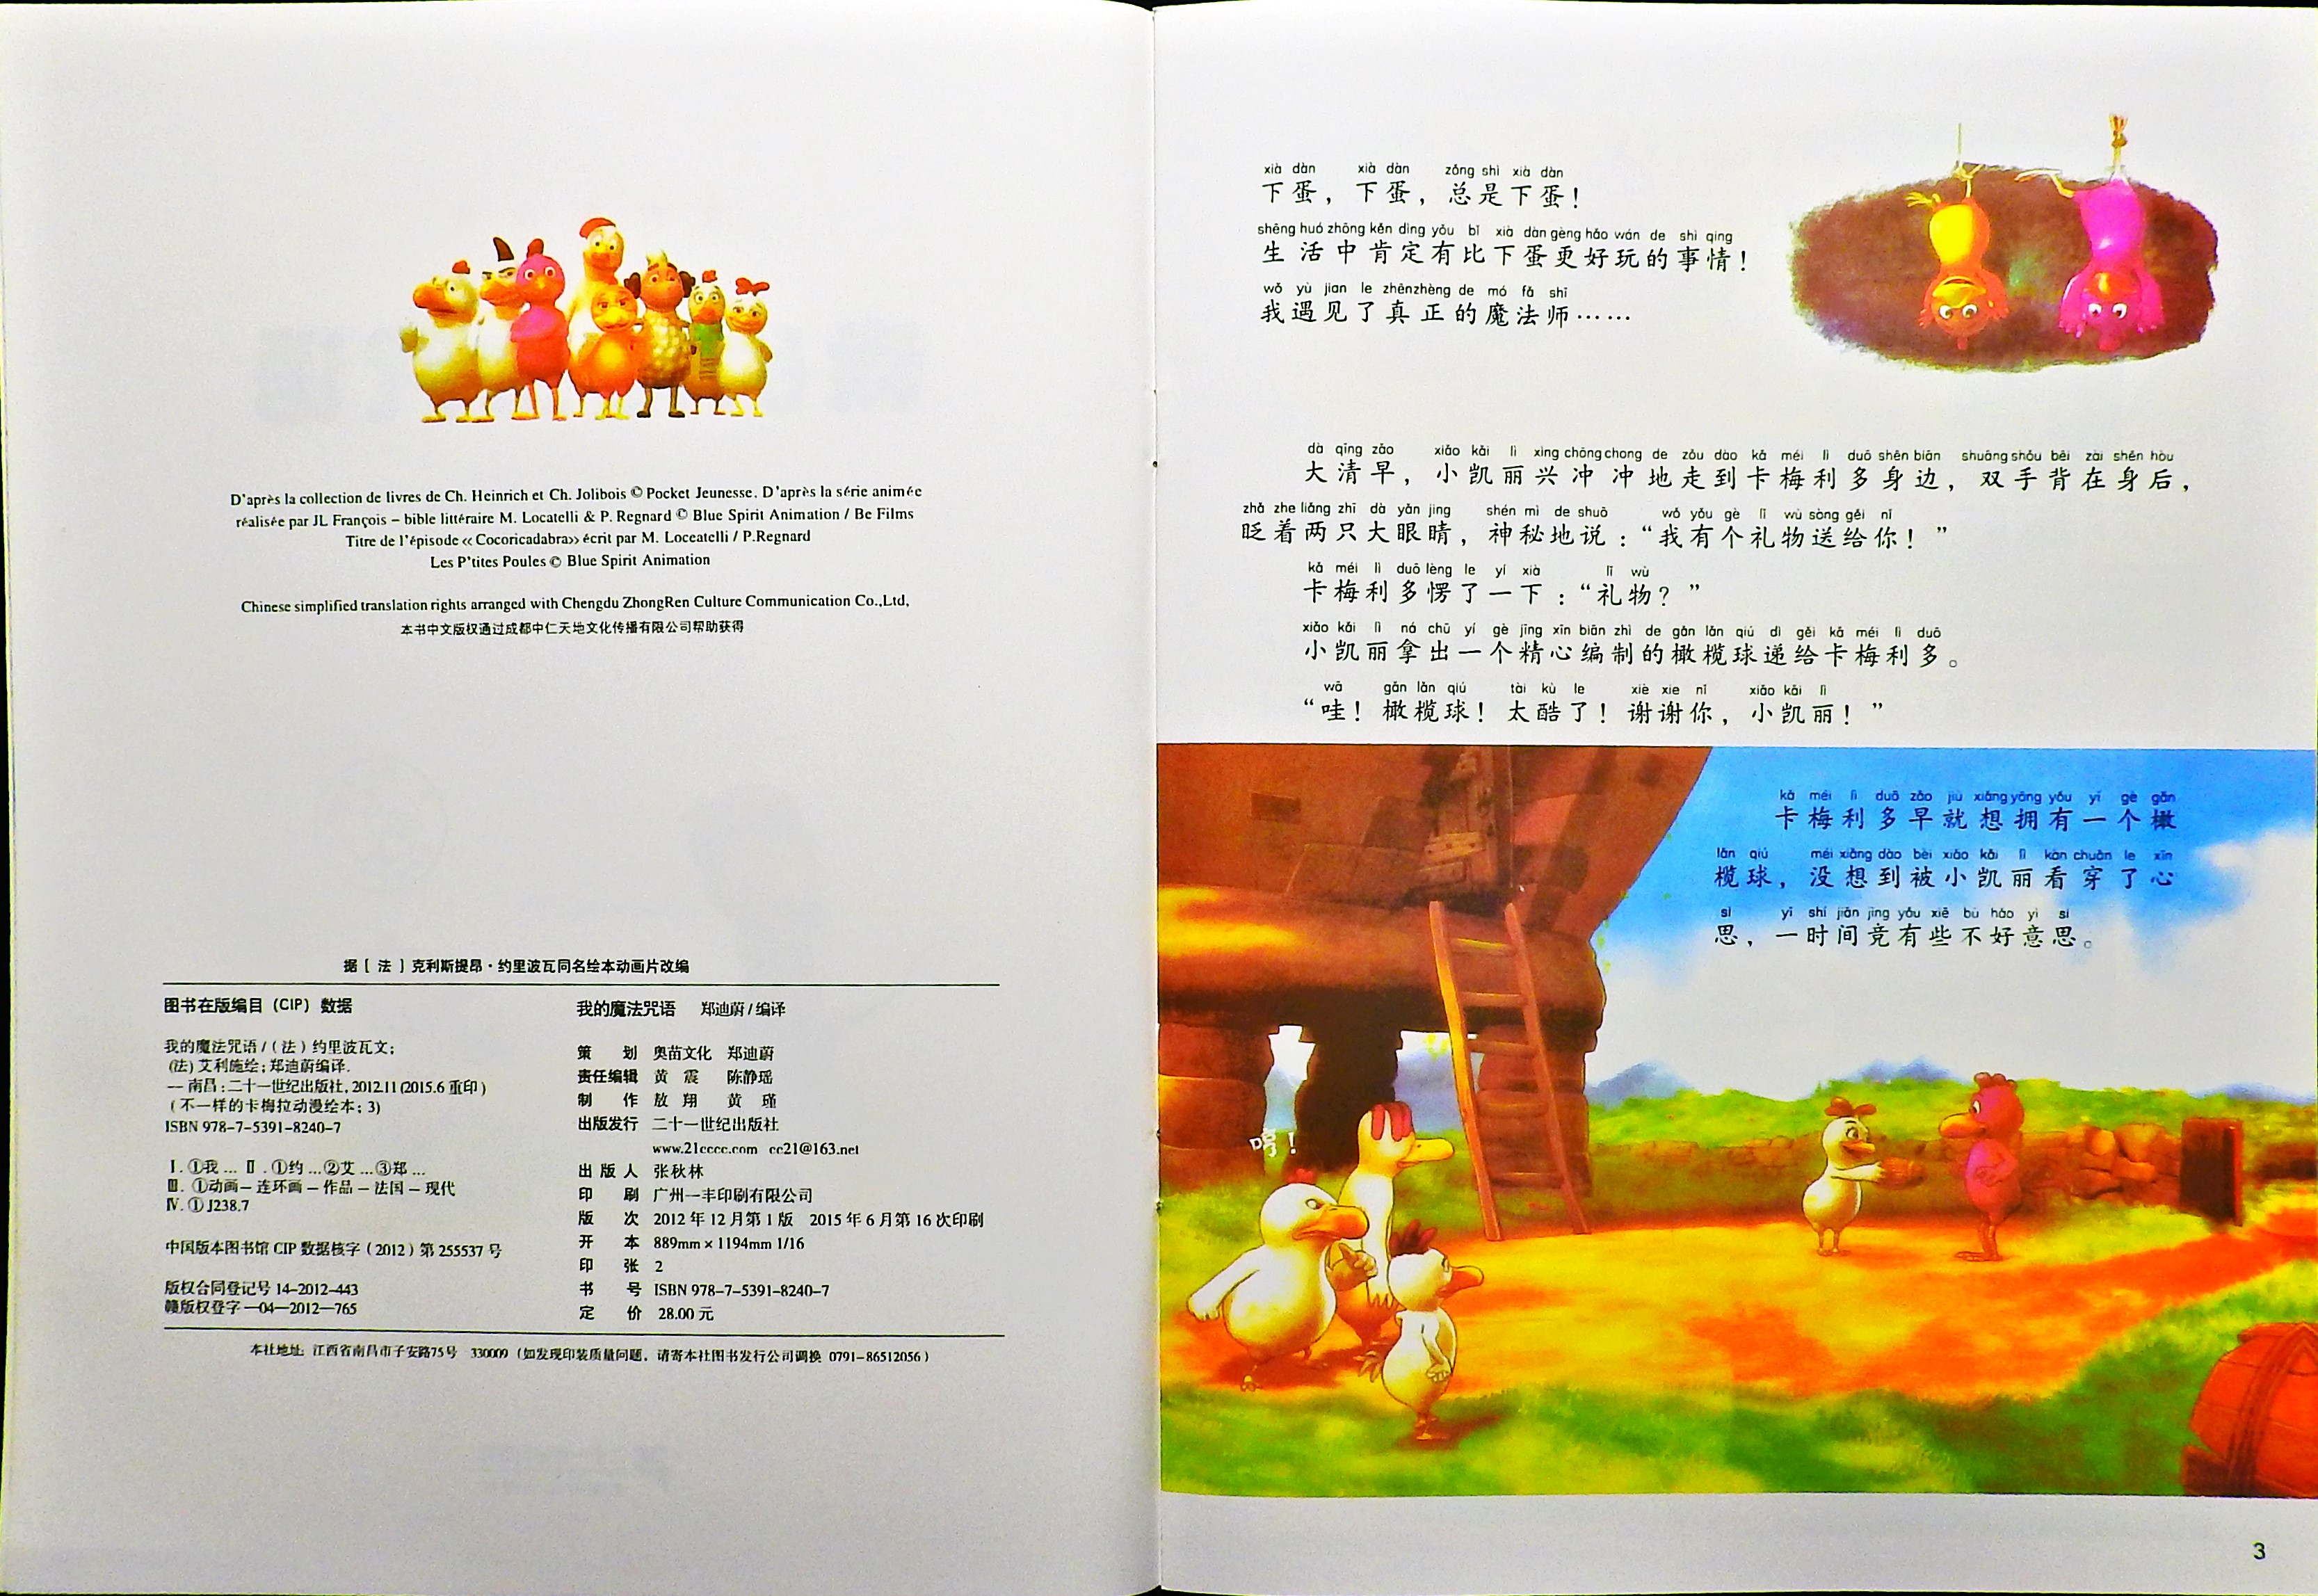 D'après la collection de livres de Ch. Heinrich et Ch. Jolibois © Pocket Jeunesse. D'après la série animée
réalisée par JL François – bible littéraire M. Locatelli & P. Regnard © Blue Spirit Animation / Be Films
Titre de l'épisode «Cocoricadabra» écrit par M. Loceatelli / P.Regnard
Les P'tites Poules © Blue Spirit Animation
Chinese simplified translation rights arranged with Chengdu ZhongRen Culture Communication Co.,Ltd,
本书中文版权通过成都中仁天地文化传播有限公司帮助获得
据［法］克利斯提昂·约里波瓦同名绘本动画片改编
图书在版编目（CIP）数据
我的魔法咒语 /（法）约里波瓦文;
(法) 艾利施绘; 郑迪蔚编译.
— 南昌 : 二十一世纪出版社, 2012.11 (2015.6 重印)
( 不一样的卡梅拉动漫绘本 ; 3)
ISBN 978-7-5391-8240-7
Ⅰ. ①我 … Ⅱ . ①约 …②艾 …③郑 …
Ⅲ. ①动画 – 连环画 – 作品 – 法国 – 现代
Ⅳ. ① J238.7
中国版本图书馆 CIP 数据核字（2012）第 255537 号
版权合同登记号 14-2012-443
赣版权登字 —04—2012—765
我的魔法咒语 郑迪蔚 / 编译
策 划 奥苗文化 郑迪蔚
责任编辑 黄 震 陈静瑶
制 作 敖 翔 黄 瑾
出版发行 二十一世纪出版社
www.21cccc.com cc21@163.net
出 版 人 张秋林
印 刷 广州一丰印刷有限公司
版 次 2012 年 12 月第 1 版 2015 年 6 月第 16 次印刷
开 本 889mm × 1194mm 1/16
印 张 2
书 号 ISBN 978-7-5391-8240-7
定 价 28.00 元
本社地址: 江西省南昌市子安路75号 330009（如发现印装质量问题, 请寄本社图书发行公司调换 0791-86512056）
xià dàn xià dàn zǒng shì xià dàn
下蛋，下蛋，总是下蛋！
shēng huó zhōng kěn dìng yǒu bǐ xià dàn gèng hǎo wán de shì qing
生活中肯定有比下蛋更好玩的事情！
wǒ yù jian le zhēnzhèng de mó fǎ shī
我遇见了真正的魔法师……
dà qīng zǎo xiǎo kǎi lì xìng chōng chong de zǒu dào kǎ méi lì duō shēn biān shuāng shǒu bēi zài shēn hòu
大清早，小凯丽兴冲冲地走到卡梅利多身边，双手背在身后，
zhǎ zhe liǎng zhī dà yǎn jing shén mì de shuō wǒ yǒu gè lǐ wù sòng gěi nǐ
眨着两只大眼睛，神秘地说：“我有个礼物送给你！”
kǎ méi lì duō lèng le yí xià lǐ wù
卡梅利多愣了一下：“礼物？”
xiǎo kǎi lì ná chū yí gè jīng xīn biān zhì de gǎn lǎn qiú dì gěi kǎ méi lì duō
小凯丽拿出一个精心编制的橄榄球递给卡梅利多。
wā gǎn lǎn qiú tài kù le xiè xie nǐ xiǎo kǎi lì
“哇！橄榄球！太酷了！谢谢你，小凯丽！”
kǎ méi lì duō zǎo jiù xiǎng yōng yǒu yí gè gǎn
卡梅利多早就想拥有一个橄
lǎn qiú méi xiǎng dào bèi xiǎo kǎi lì kàn chuān le xīn
榄球，没想到被小凯丽看穿了心
si yì shí jiān jìng yǒu xiē bù hǎo yì si
思，一时间竟有些不好意思。
哼！
3